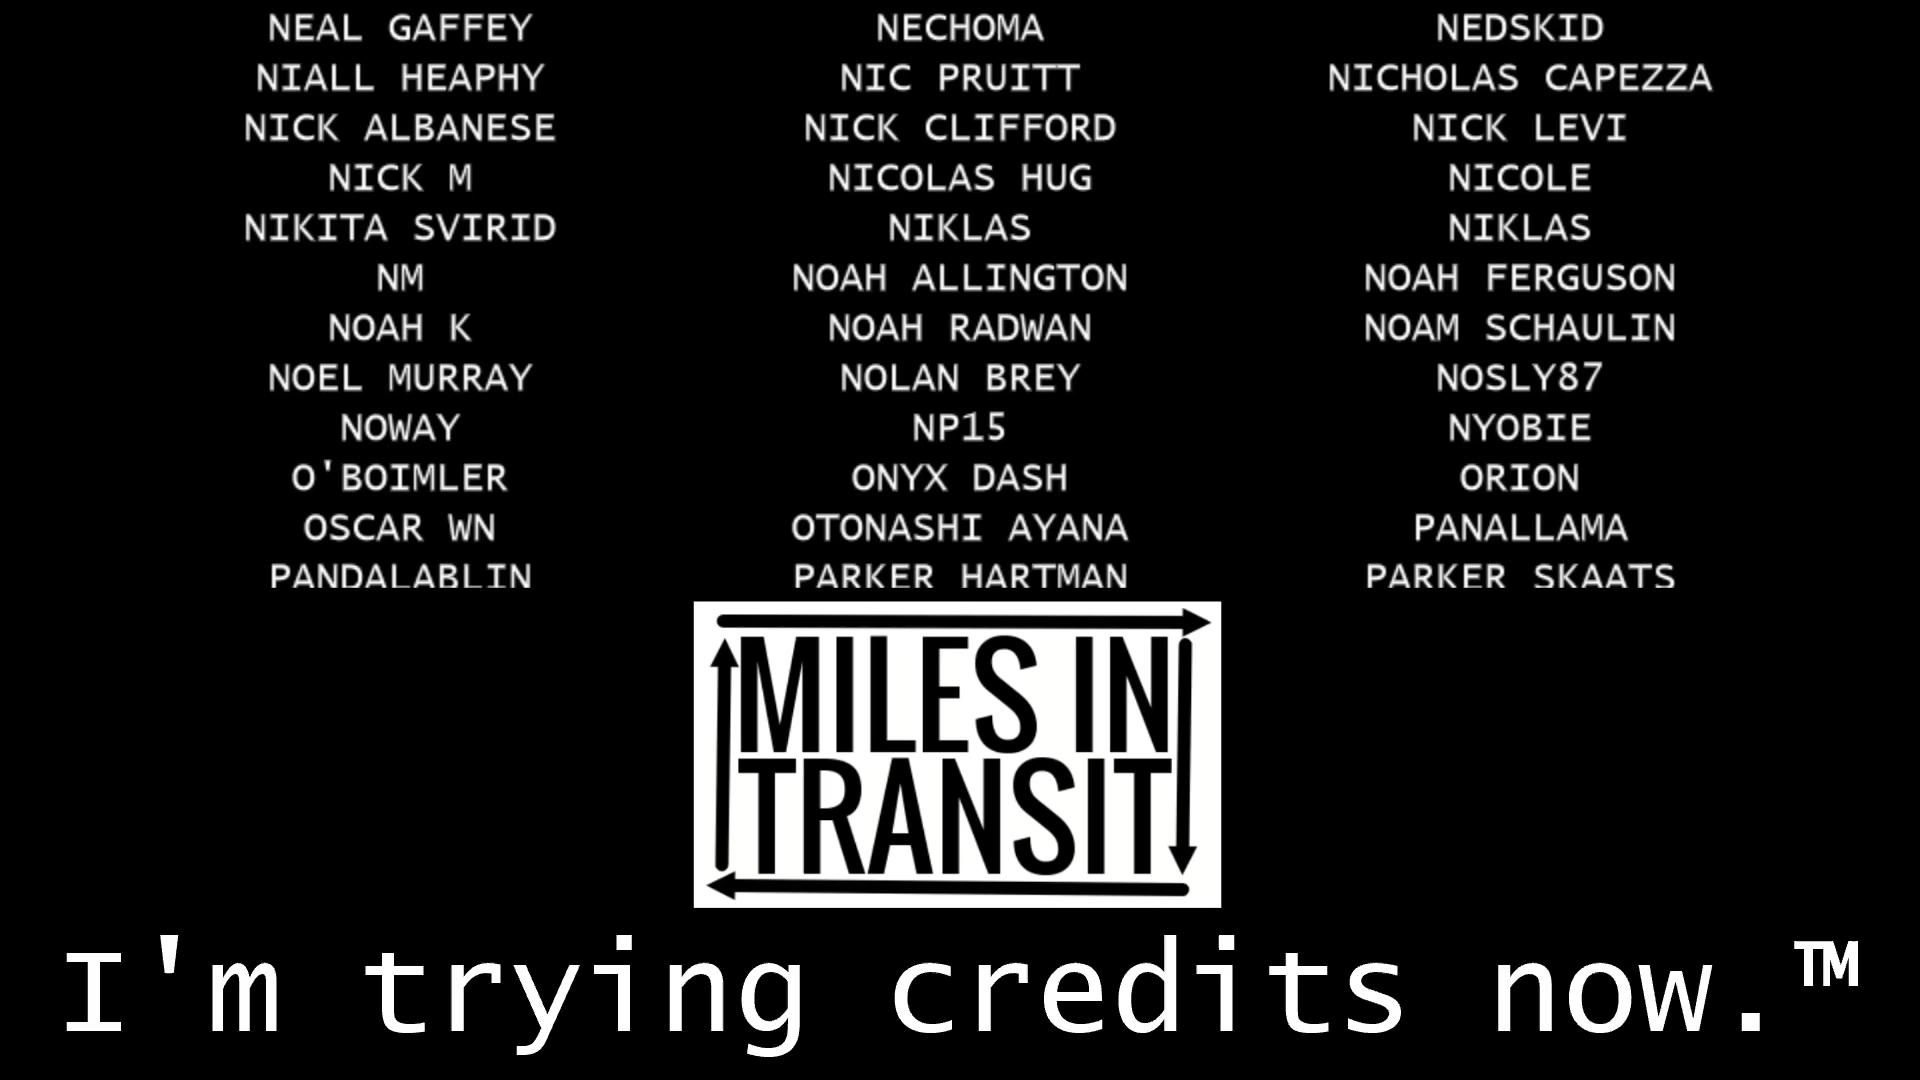 NEAL GAFFEY NECHOMA NEDSKID
NIALL HEAPHY NIC PRUITT NICHOLAS CAPEZZA
NICK ALBANESE NICK CLIFFORD NICK LEVI
NICK M NICOLAS HUG NICOLE
NIKITA SVIRID NIKLAS NIKLAS
NM NOAH ALLINGTON NOAH FERGUSON
NOAH K NOAH RADWAN NOAM SCHAULIN
NOEL MURRAY NOLAN BREY NOSLY87
NOWAY NP15 NYOBIE
O'BOIMLER ONYX DASH ORION
OSCAR WN OTONASHI AYANA PANALLAMA
PANDALABLIN PARKER HARTMAN PARKER SKAATS
MILES IN
TRANSIT
I'm trying credits now.™